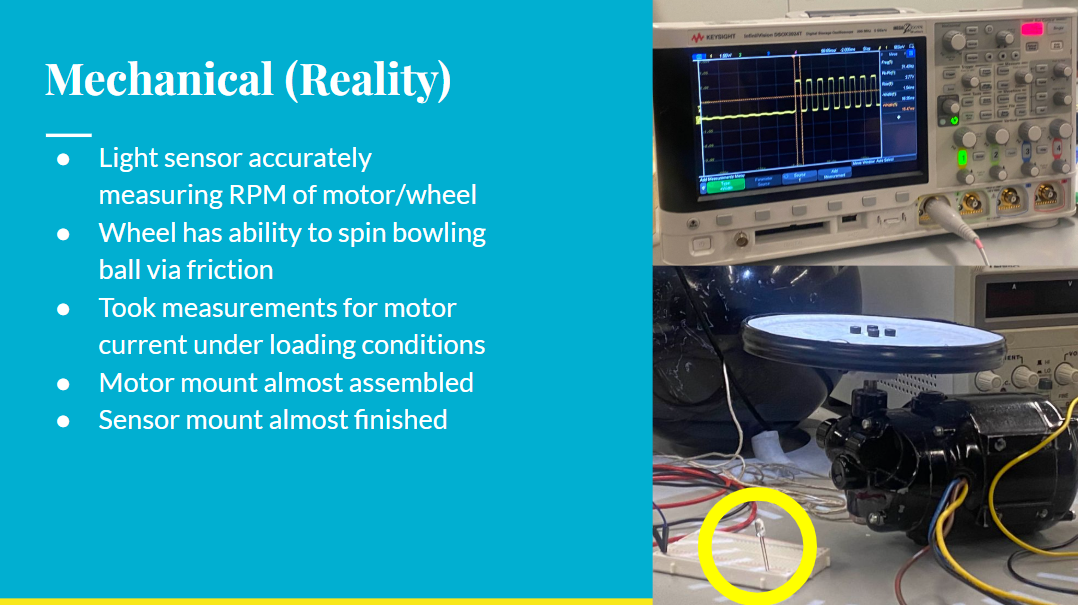 Mechanical (Reality)
● Light sensor accurately
measuring RPM of motor/wheel
● Wheel has ability to spin bowling
ball via friction
● Took measurements for motor
current under loading conditions
● Motor mount almost assembled
● Sensor mount almost finished
KEYSIGHT
A V